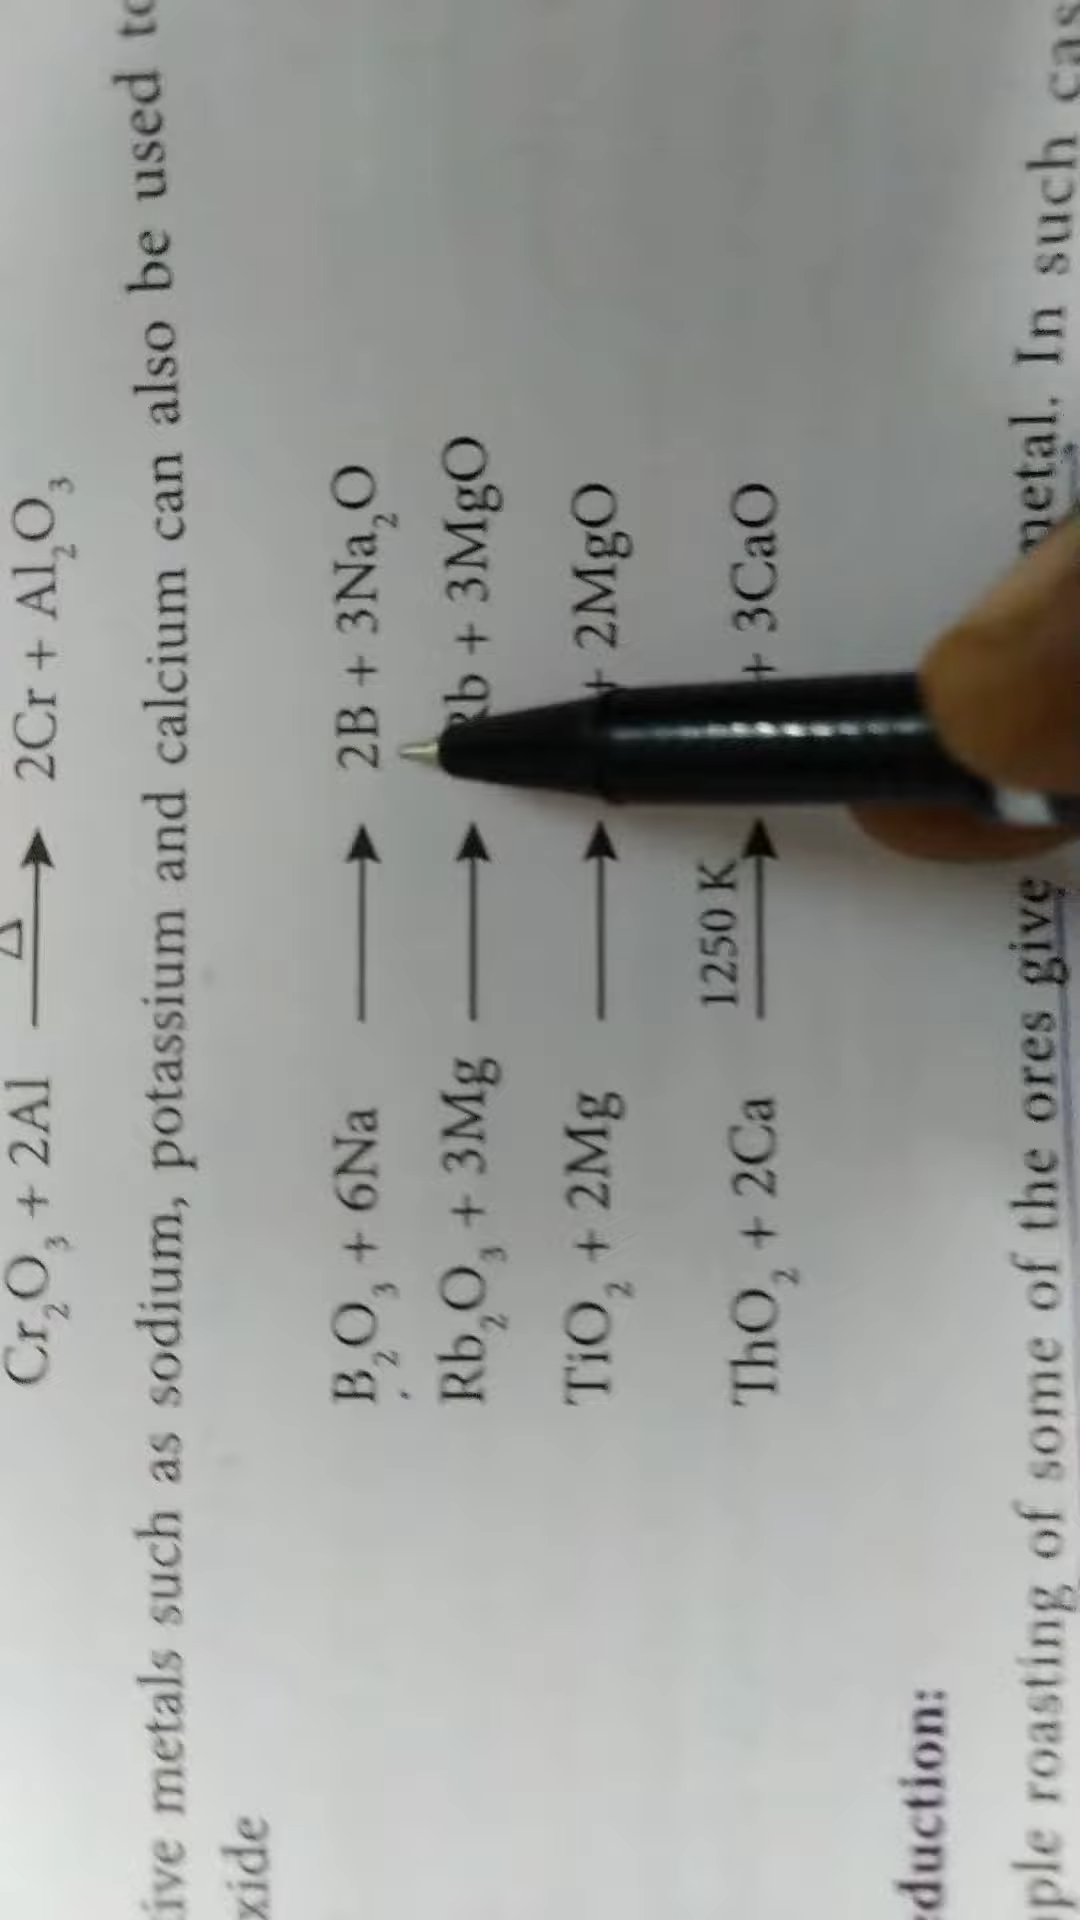 Cr₂O₃ + 2Al —Δ→ 2Cr + Al₂O₃
ive metals such as sodium, potassium and calcium can also be used to
xide
B₂O₃ + 6Na ⟶ 2B + 3Na₂O
Rb₂O₃ + 3Mg ⟶ b + 3MgO
TiO₂ + 2Mg ⟶ + 2MgO
ThO₂ + 2Ca —1250 K→ + 3CaO
duction:
ple roasting of some of the ores give metal. In such cas